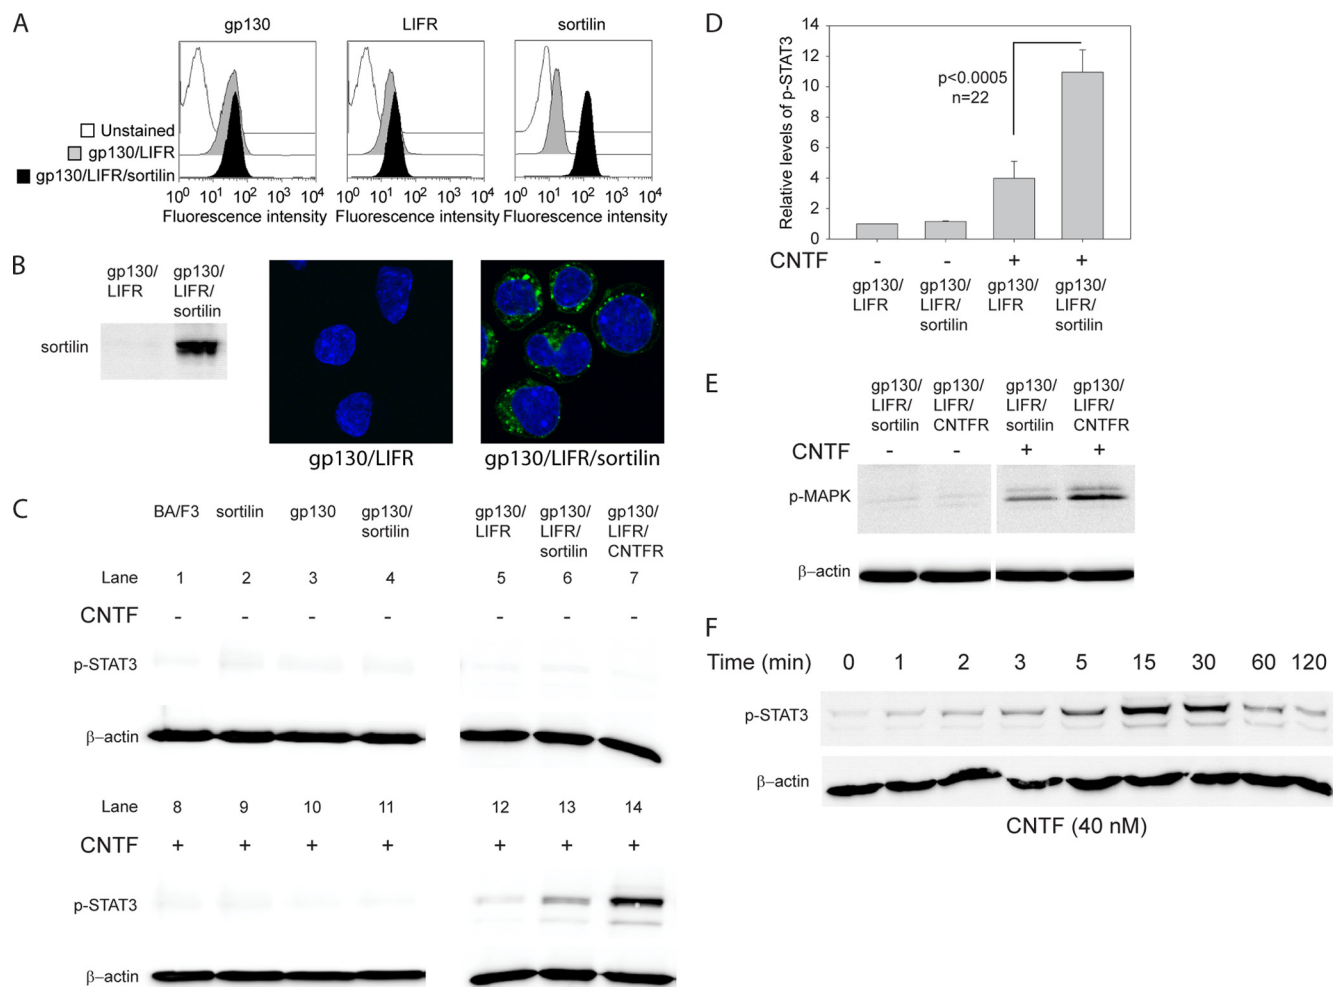 A
gp130
LIFR
sortilin
Unstained
gp130/LIFR
gp130/LIFR/sortilin
10⁰ 10¹ 10² 10³ 10⁴
10⁰ 10¹ 10² 10³ 10⁴
10⁰ 10¹ 10² 10³ 10⁴
Fluorescence intensity
Fluorescence intensity
Fluorescence intensity
B
gp130/
LIFR
gp130/
LIFR/
sortilin
sortilin
gp130/LIFR
gp130/LIFR/sortilin
C
BA/F3
sortilin
gp130
gp130/
sortilin
gp130/
LIFR
gp130/
LIFR/
sortilin
gp130/
LIFR/
CNTFR
Lane 1 2 3 4 5 6 7
CNTF - - - - - - -
p-STAT3
β–actin
Lane 8 9 10 11 12 13 14
CNTF + + + + + + +
p-STAT3
β–actin
D
Relative levels of p-STAT3
14
12
10
8
6
4
2
0
p<0.0005
n=22
CNTF - - + +
gp130/
LIFR
gp130/
LIFR/
sortilin
gp130/
LIFR
gp130/
LIFR/
sortilin
E
gp130/
LIFR/
sortilin
gp130/
LIFR/
CNTFR
gp130/
LIFR/
sortilin
gp130/
LIFR/
CNTFR
CNTF - - + +
p-MAPK
β–actin
F
Time (min) 0 1 2 3 5 15 30 60 120
p-STAT3
β–actin
CNTF (40 nM)